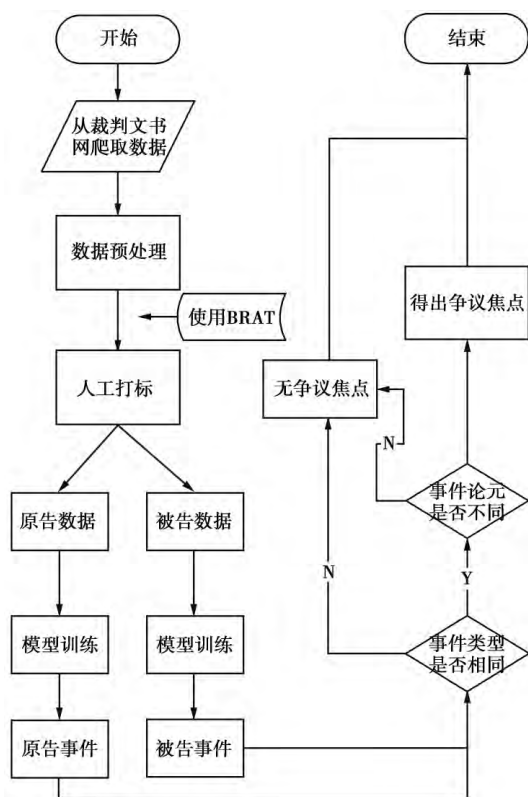 开始
从裁判文书
网爬取数据
数据预处理
使用BRAT
人工打标
原告数据
被告数据
模型训练
模型训练
原告事件
被告事件
结束
得出争议焦点
无争议焦点
N
事件论元
是否不同
N
Y
事件类型
是否相同